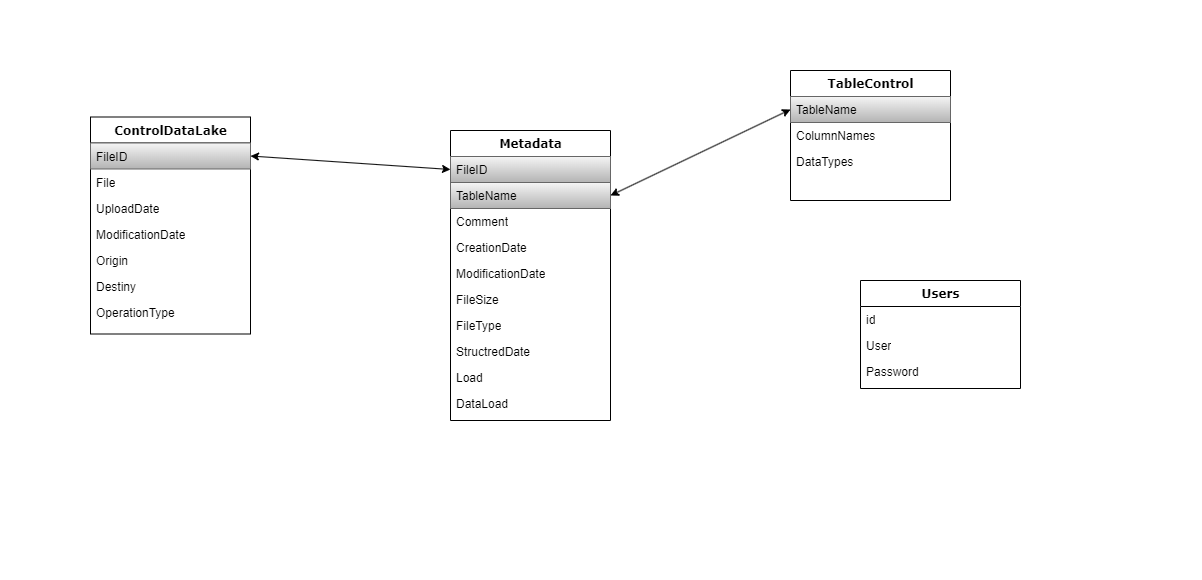 ControlDataLake
FileID
File
UploadDate
ModificationDate
Origin
Destiny
OperationType
Metadata
FileID
TableName
Comment
CreationDate
ModificationDate
FileSize
FileType
StructredDate
Load
DataLoad
TableControl
TableName
ColumnNames
DataTypes
Users
id
User
Password